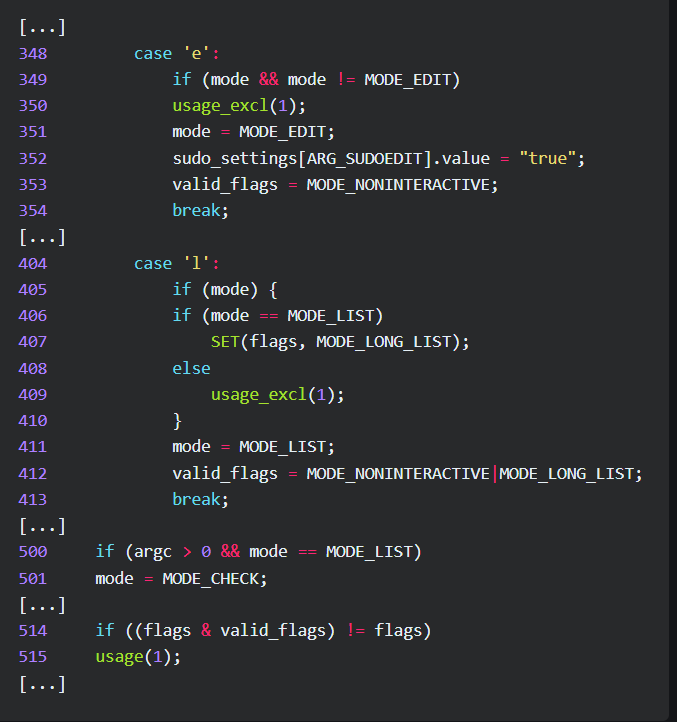 [...]
348         case 'e':
349             if (mode && mode != MODE_EDIT)
350             usage_excl(1);
351             mode = MODE_EDIT;
352             sudo_settings[ARG_SUDOEDIT].value = "true";
353             valid_flags = MODE_NONINTERACTIVE;
354             break;
[...]
404         case 'l':
405             if (mode) {
406             if (mode == MODE_LIST)
407                 SET(flags, MODE_LONG_LIST);
408             else
409                 usage_excl(1);
410             }
411             mode = MODE_LIST;
412             valid_flags = MODE_NONINTERACTIVE|MODE_LONG_LIST;
413             break;
[...]
500     if (argc > 0 && mode == MODE_LIST)
501     mode = MODE_CHECK;
[...]
514     if ((flags & valid_flags) != flags)
515     usage(1);
[...]